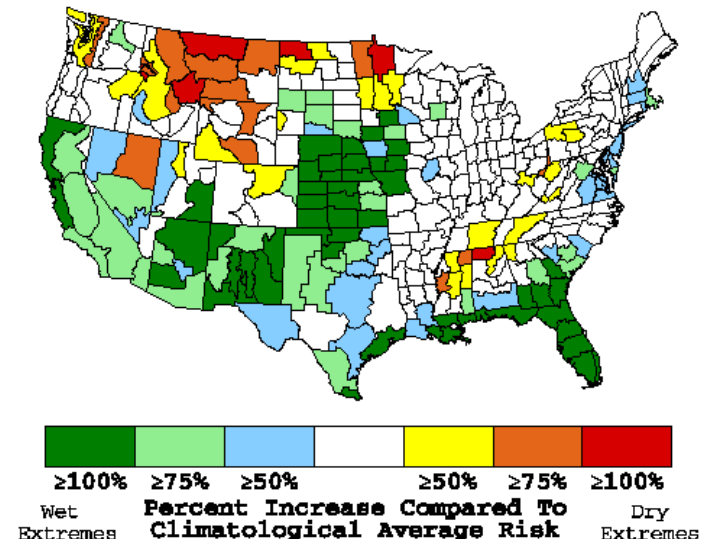 ≥100% ≥75% ≥50% ≥50% ≥75% ≥100%
Wet Extremes
Percent Increase Compared To
Climatological Average Risk
Dry Extremes